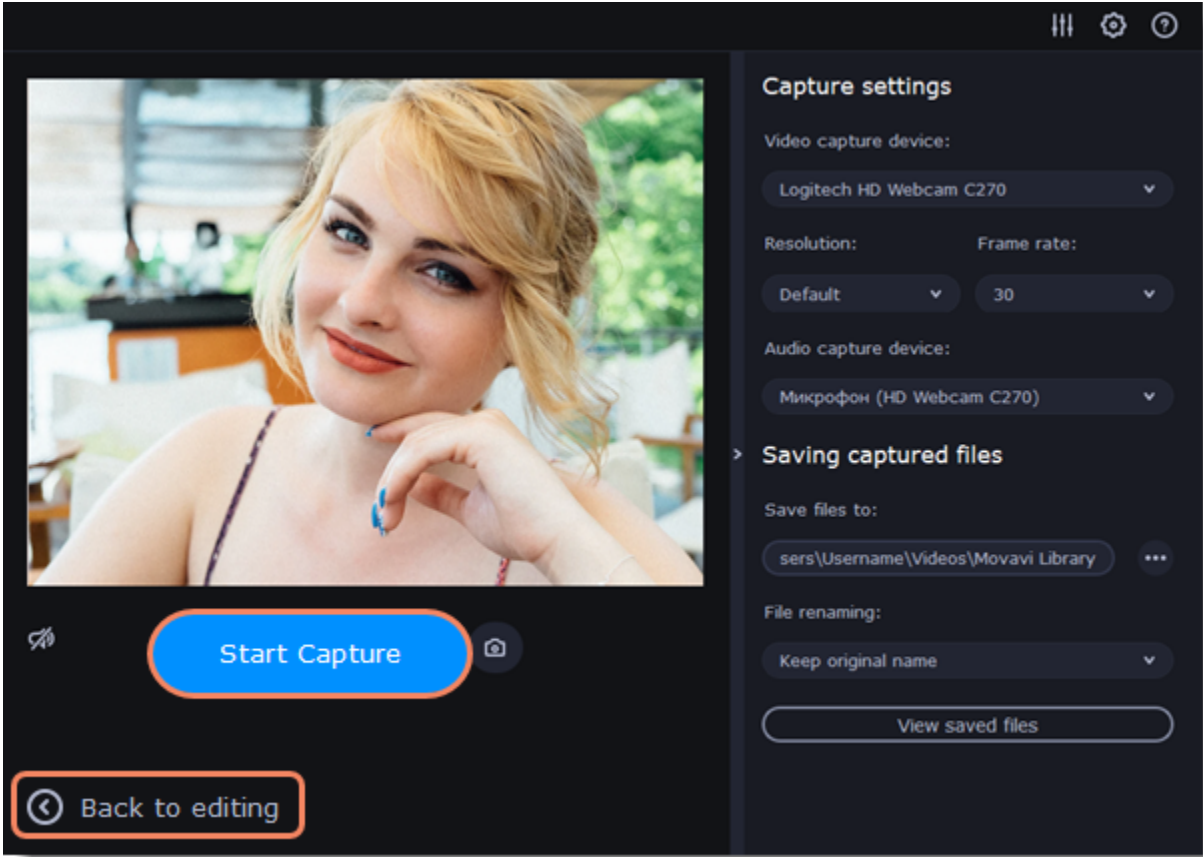 Capture settings
Video capture device:
Logitech HD Webcam C270
Resolution: Frame rate:
Default 30
Audio capture device:
Микрофон (HD Webcam C270)
Saving captured files
Save files to:
sers\Username\Videos\Movavi Library
File renaming:
Start Capture
Keep original name
View saved files
Back to editing